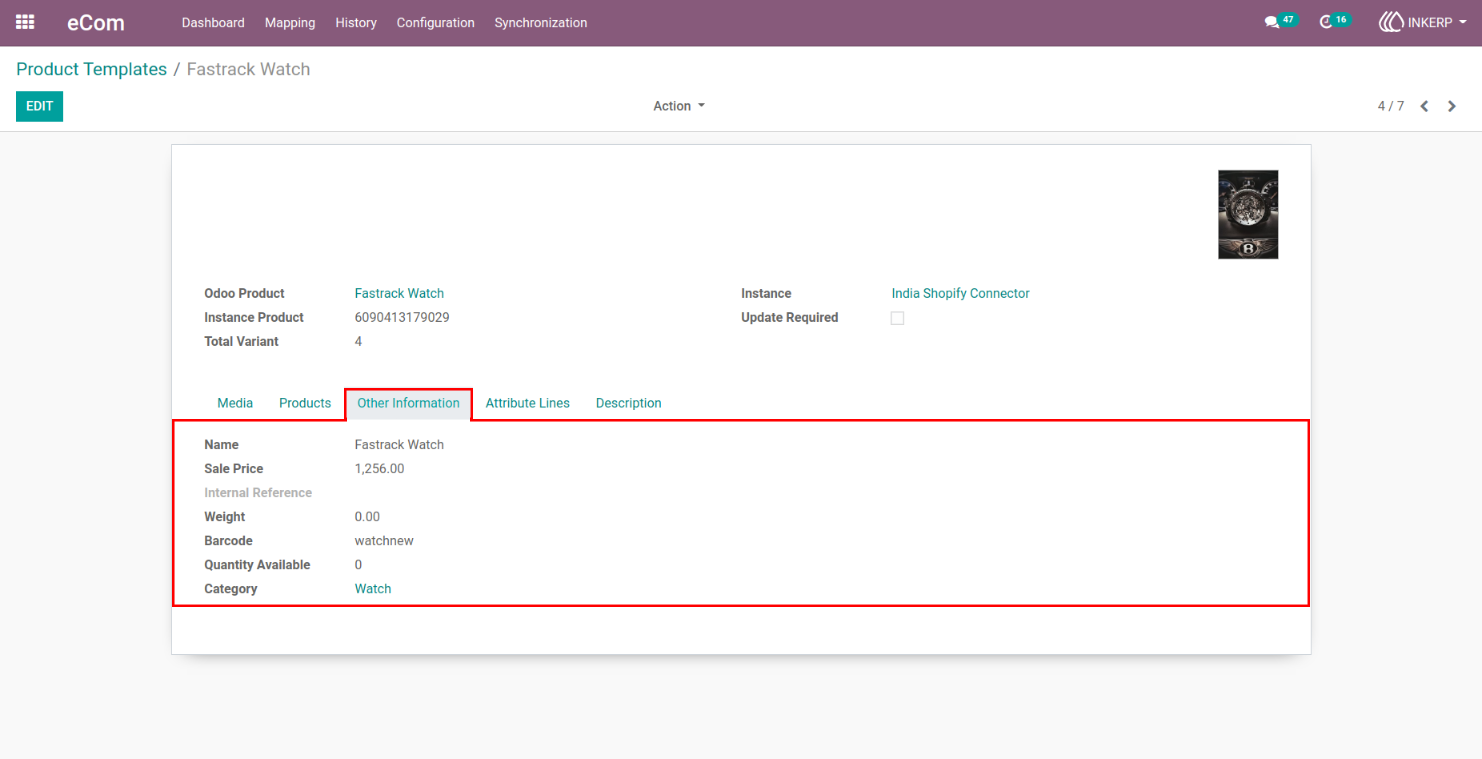 eCom Dashboard Mapping History Configuration Synchronization 47 16 INKERP
Product Templates / Fastrack Watch
EDIT Action 4 / 7
B
Odoo Product Fastrack Watch Instance India Shopify Connector
Instance Product 6090413179029 Update Required
Total Variant 4
Media Products Other Information Attribute Lines Description
Name Fastrack Watch
Sale Price 1,256.00
Internal Reference
Weight 0.00
Barcode watchnew
Quantity Available 0
Category Watch